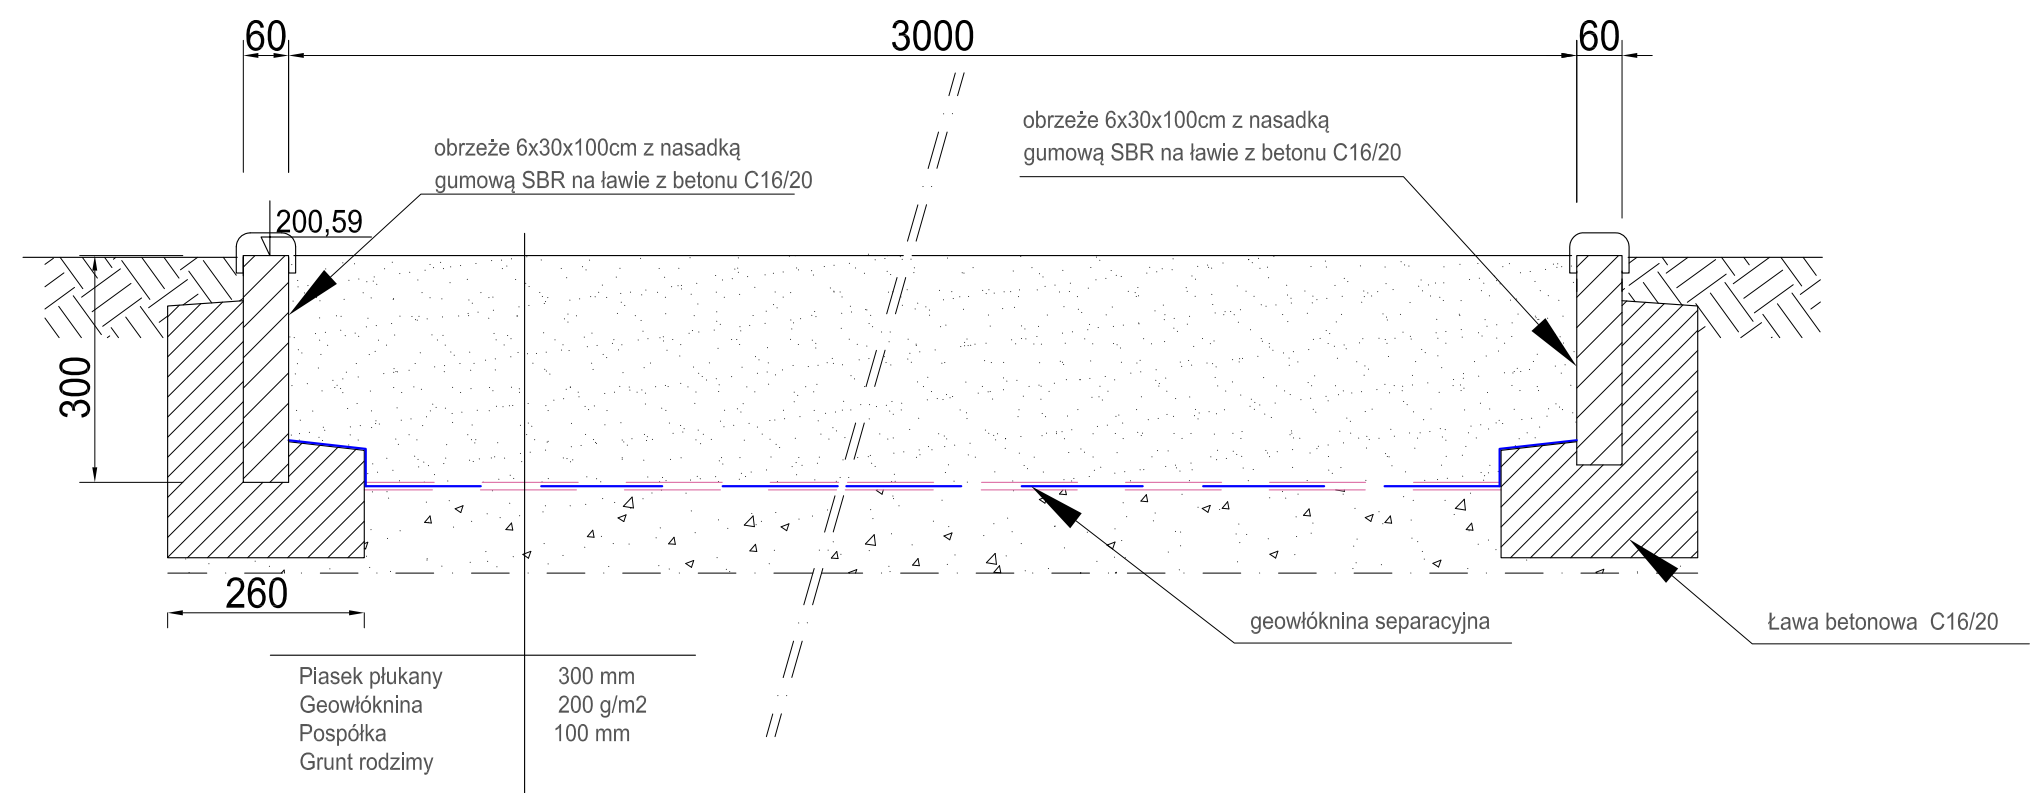 60
3000
60
obrzeże 6x30x100cm z nasadką
gumową SBR na ławie z betonu C16/20
obrzeże 6x30x100cm z nasadką
gumową SBR na ławie z betonu C16/20
200,59
300
260
geowłóknina separacyjna
Ława betonowa C16/20
Piasek płukany 300 mm
Geowłóknina 200 g/m2
Pospółka 100 mm
Grunt rodzimy